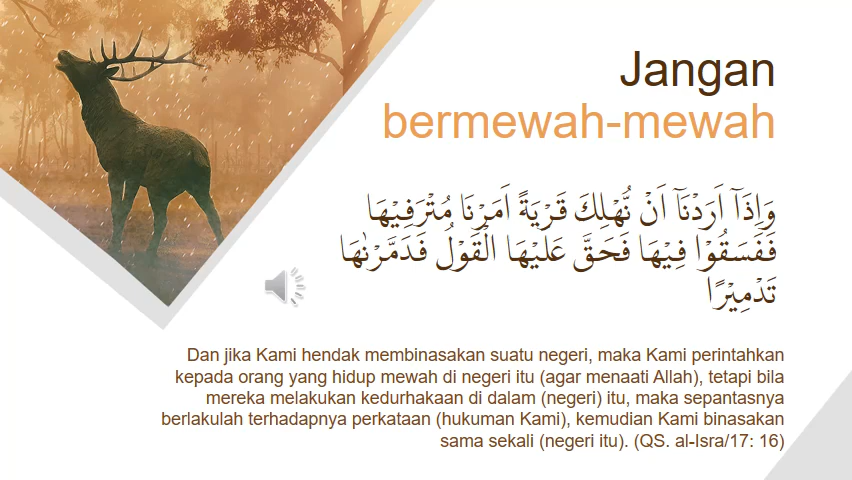 Jangan
bermewah-mewah
وَاِذَآ اَرَدْنَآ اَنْ نُّهْلِكَ قَرْيَةً اَمَرْنَا مُتْرَفِيْهَا
فَفَسَقُوْا فِيْهَا فَحَقَّ عَلَيْهَا الْقَوْلُ فَدَمَّرْنٰهَا
تَدْمِيْرًا
Dan jika Kami hendak membinasakan suatu negeri, maka Kami perintahkan
kepada orang yang hidup mewah di negeri itu (agar menaati Allah), tetapi bila
mereka melakukan kedurhakaan di dalam (negeri) itu, maka sepantasnya
berlakulah terhadapnya perkataan (hukuman Kami), kemudian Kami binasakan
sama sekali (negeri itu). (QS. al-Isra/17: 16)